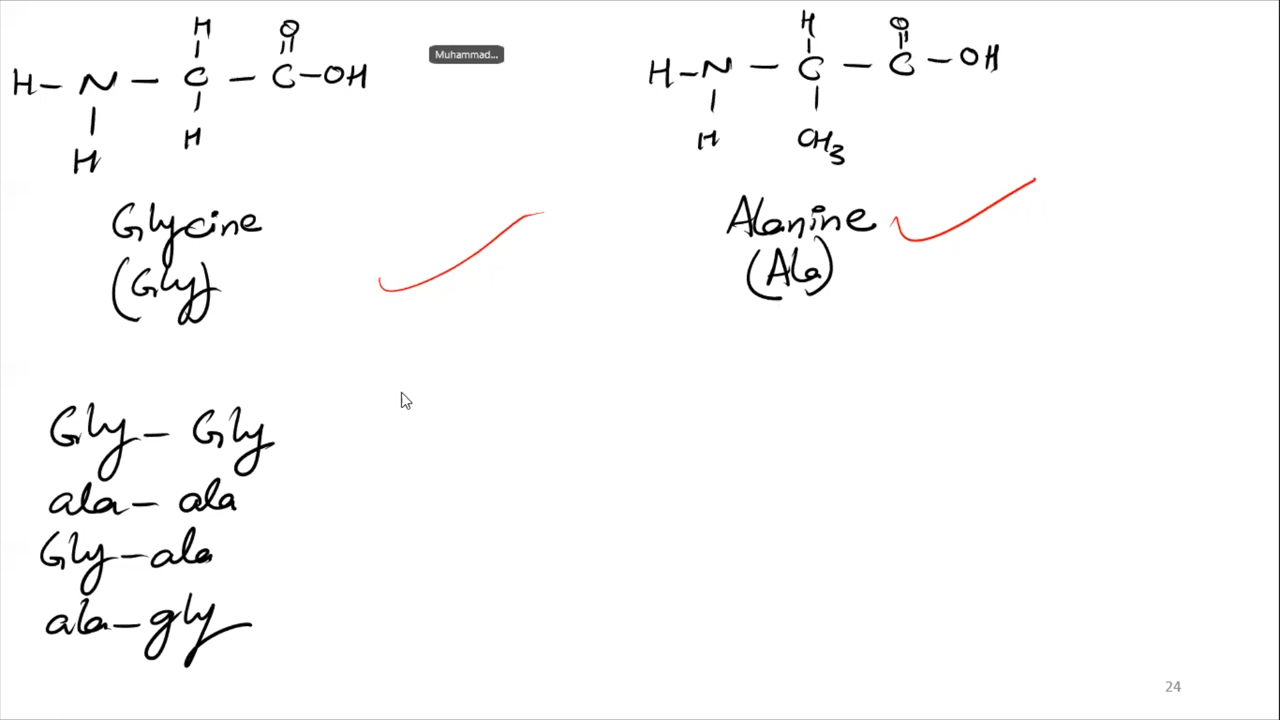 H O H O
Muhammad...
H-N-C-C-OH H-N-C-C-OH
H H H CH3
Glycine Alanine
(Gly) (Ala)
Gly-Gly
ala-ala
Gly-ala
ala-gly
24